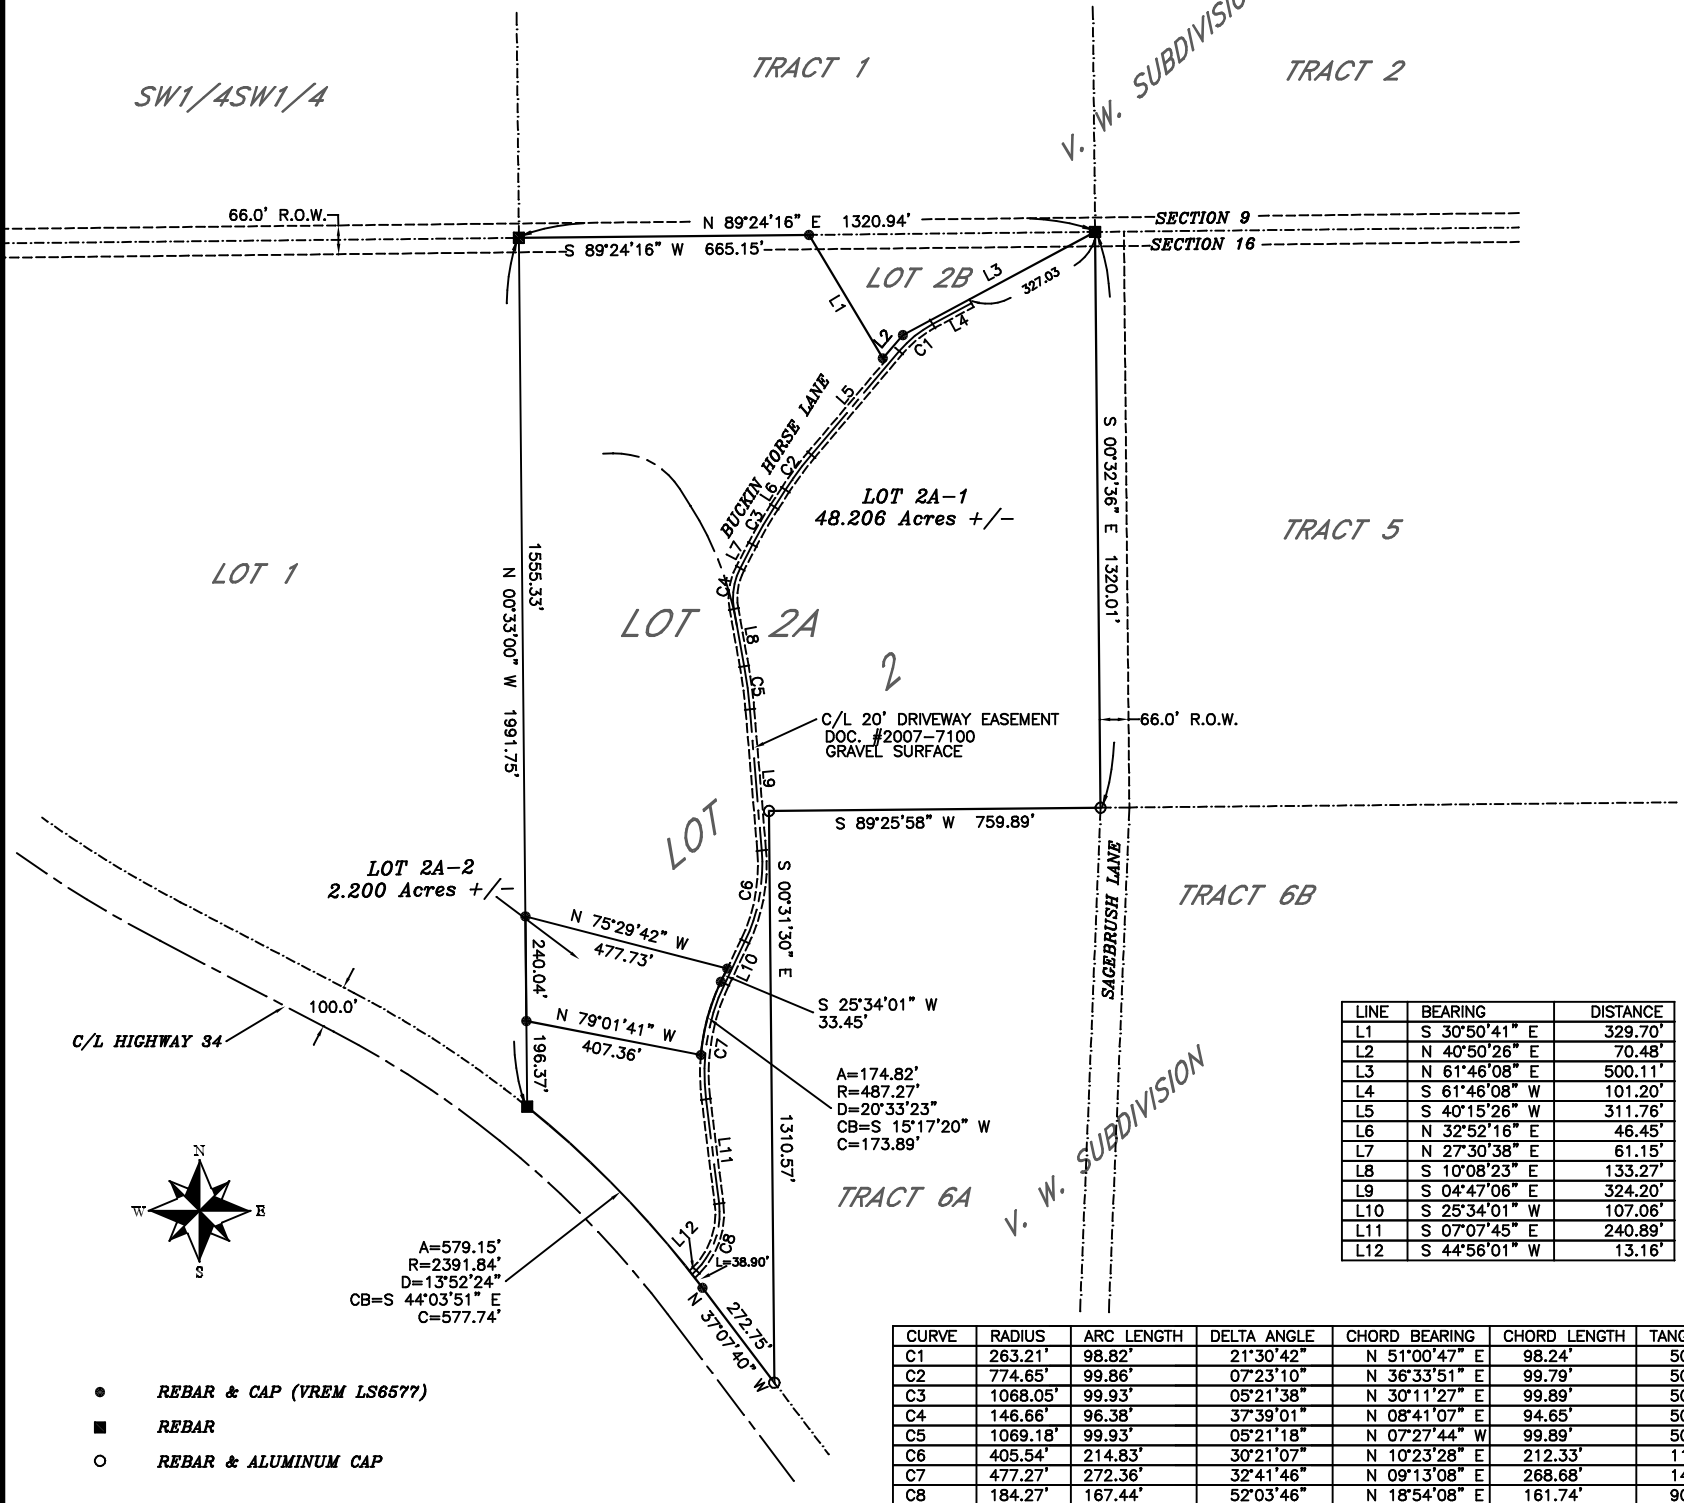 SW1/4SW1/4
TRACT 1
V. W. SUBDIVISIO
TRACT 2
66.0' R.O.W.
N 89°24'16" E 1320.94'
SECTION 9
S 89°24'16" W 665.15'
SECTION 16
LOT 2B
L3
327.03
L1
L4
L2
C1
L5
BUCKIN HORSE LANE
C2
L6
C3
L7
C4
LOT 2A-1
48.206 Acres +/-
S 00°32'36" E 1320.01'
TRACT 5
LOT 1
1555.33'
N 00°33'00" W 1991.75'
LOT 2A
L8
2
C5
C/L 20' DRIVEWAY EASEMENT
DOC. #2007-7100
GRAVEL SURFACE
66.0' R.O.W.
L9
S 89°25'58" W 759.89'
LOT
LOT 2A-2
2.200 Acres +/-
C6
S 00°31'30" E
1310.57'
SAGEBRUSH LANE
TRACT 6B
N 75°29'42" W
477.73'
240.04'
L10
S 25°34'01" W
33.45'
100.0'
C/L HIGHWAY 34
N 79°01'41" W
407.36'
196.37'
C7
A=174.82'
R=487.27'
D=20°33'23"
CB=S 15°17'20" W
C=173.89'
V. W. SUBDIVISION
L11
TRACT 6A
N
W
E
S
L12
C8
L=38.90'
A=579.15'
R=2391.84'
D=13°52'24"
CB=S 44°03'51" E
C=577.74'
272.75'
N 37°07'40" W
REBAR & CAP (VREM LS6577)
REBAR
REBAR & ALUMINUM CAP
LINE BEARING DISTANCE
L1 S 30°50'41" E 329.70'
L2 N 40°50'26" E 70.48'
L3 N 61°46'08" E 500.11'
L4 S 61°46'08" W 101.20'
L5 S 40°15'26" W 311.76'
L6 N 32°52'16" E 46.45'
L7 N 27°30'38" E 61.15'
L8 S 10°08'23" E 133.27'
L9 S 04°47'06" E 324.20'
L10 S 25°34'01" W 107.06'
L11 S 07°07'45" E 240.89'
L12 S 44°56'01" W 13.16'
CURVE RADIUS ARC LENGTH DELTA ANGLE CHORD BEARING CHORD LENGTH TANG
C1 263.21' 98.82' 21°30'42" N 51°00'47" E 98.24' 50
C2 774.65' 99.86' 07°23'10" N 36°33'51" E 99.79' 50
C3 1068.05' 99.93' 05°21'38" N 30°11'27" E 99.89' 50
C4 146.66' 96.38' 37°39'01" N 08°41'07" E 94.65' 50
C5 1069.18' 99.93' 05°21'18" N 07°27'44" W 99.89' 50
C6 405.54' 214.83' 30°21'07" N 10°23'28" E 212.33' 11
C7 477.27' 272.36' 32°41'46" N 09°13'08" E 268.68' 14
C8 184.27' 167.44' 52°03'46" N 18°54'08" E 161.74' 90